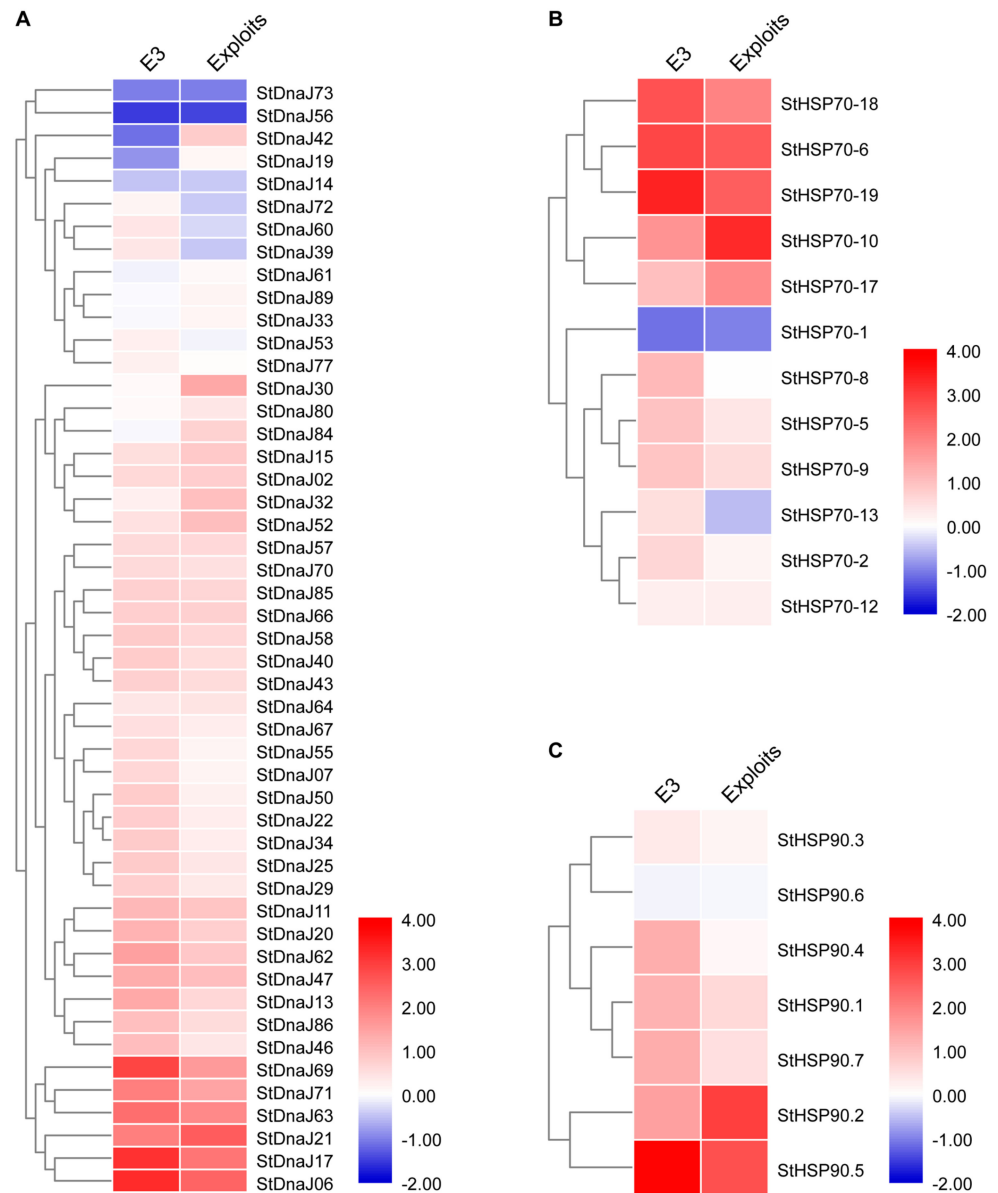 A
E3
Exploits
StDnaJ73
StDnaJ56
StDnaJ42
StDnaJ19
StDnaJ14
StDnaJ72
StDnaJ60
StDnaJ39
StDnaJ61
StDnaJ89
StDnaJ33
StDnaJ53
StDnaJ77
StDnaJ30
StDnaJ80
StDnaJ84
StDnaJ15
StDnaJ02
StDnaJ32
StDnaJ52
StDnaJ57
StDnaJ70
StDnaJ85
StDnaJ66
StDnaJ58
StDnaJ40
StDnaJ43
StDnaJ64
StDnaJ67
StDnaJ55
StDnaJ07
StDnaJ50
StDnaJ22
StDnaJ34
StDnaJ25
StDnaJ29
StDnaJ11
StDnaJ20
StDnaJ62
StDnaJ47
StDnaJ13
StDnaJ86
StDnaJ46
StDnaJ69
StDnaJ71
StDnaJ63
StDnaJ21
StDnaJ17
StDnaJ06
4.00
3.00
2.00
1.00
0.00
-1.00
-2.00
B
E3
Exploits
StHSP70-18
StHSP70-6
StHSP70-19
StHSP70-10
StHSP70-17
StHSP70-1
StHSP70-8
StHSP70-5
StHSP70-9
StHSP70-13
StHSP70-2
StHSP70-12
4.00
3.00
2.00
1.00
0.00
-1.00
-2.00
C
E3
Exploits
StHSP90.3
StHSP90.6
StHSP90.4
StHSP90.1
StHSP90.7
StHSP90.2
StHSP90.5
4.00
3.00
2.00
1.00
0.00
-1.00
-2.00